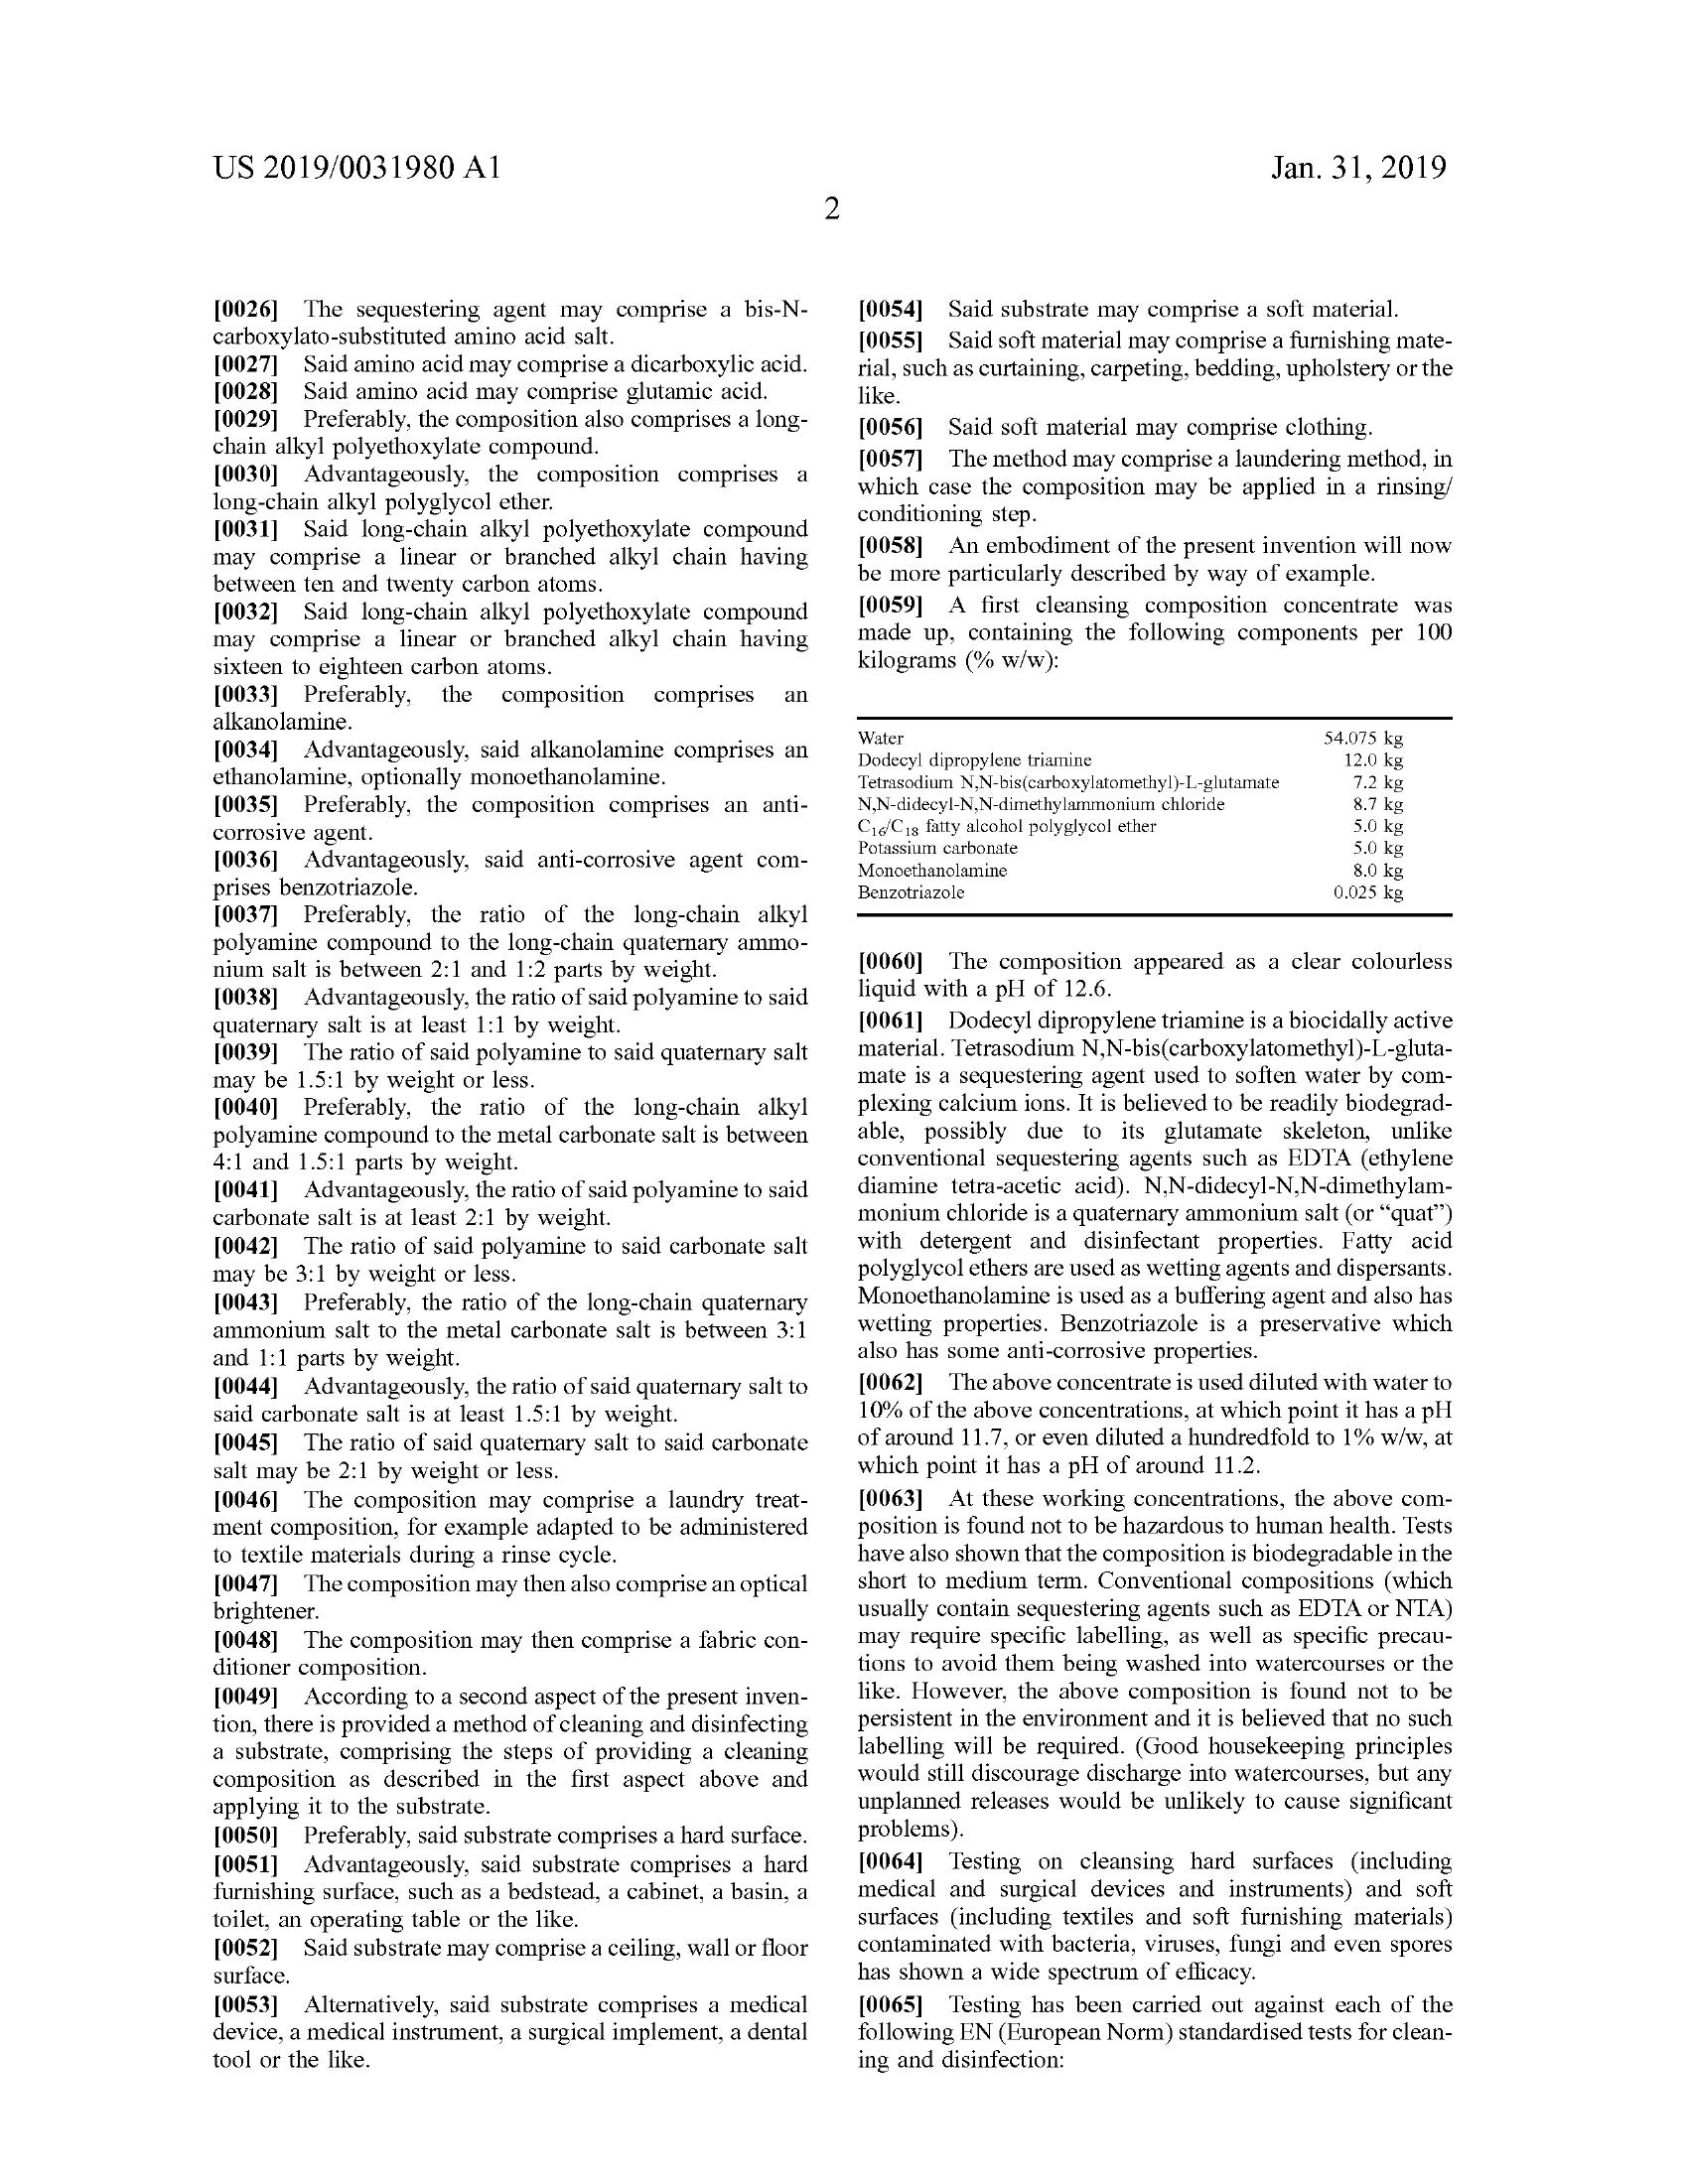 US 2019/0031980 A1
Jan. 31, 2019
2
[0026] The sequestering agent may comprise a bis-N-
carboxylato-substituted amino acid salt.
[0027] Said amino acid may comprise a dicarboxylic acid.
[0028] Said amino acid may comprise glutamic acid.
[0029] Preferably, the composition also comprises a long-
chain alkyl polyethoxylate compound.
[0030] Advantageously, the composition comprises a
long-chain alkyl polyglycol ether.
[0031] Said long-chain alkyl polyethoxylate compound
may comprise a linear or branched alkyl chain having
between ten and twenty carbon atoms.
[0032] Said long-chain alkyl polyethoxylate compound
may comprise a linear or branched alkyl chain having
sixteen to eighteen carbon atoms.
[0033] Preferably, the composition comprises an
alkanolamine.
[0034] Advantageously, said alkanolamine comprises an
ethanolamine, optionally monoethanolamine.
[0035] Preferably, the composition comprises an anti-
corrosive agent.
[0036] Advantageously, said anti-corrosive agent com-
prises benzotriazole.
[0037] Preferably, the ratio of the long-chain alkyl
polyamine compound to the long-chain quaternary ammo-
nium salt is between 2:1 and 1:2 parts by weight.
[0038] Advantageously, the ratio of said polyamine to said
quaternary salt is at least 1:1 by weight.
[0039] The ratio of said polyamine to said quaternary salt
may be 1.5:1 by weight or less.
[0040] Preferably, the ratio of the long-chain alkyl
polyamine compound to the metal carbonate salt is between
4:1 and 1.5:1 parts by weight.
[0041] Advantageously, the ratio of said polyamine to said
carbonate salt is at least 2:1 by weight.
[0042] The ratio of said polyamine to said carbonate salt
may be 3:1 by weight or less.
[0043] Preferably, the ratio of the long-chain quaternary
ammonium salt to the metal carbonate salt is between 3:1
and 1:1 parts by weight.
[0044] Advantageously, the ratio of said quaternary salt to
said carbonate salt is at least 1.5:1 by weight.
[0045] The ratio of said quaternary salt to said carbonate
salt may be 2:1 by weight or less.
[0046] The composition may comprise a laundry treat-
ment composition, for example adapted to be administered
to textile materials during a rinse cycle.
[0047] The composition may then also comprise an optical
brightener.
[0048] The composition may then comprise a fabric con-
ditioner composition.
[0049] According to a second aspect of the present inven-
tion, there is provided a method of cleaning and disinfecting
a substrate, comprising the steps of providing a cleaning
composition as described in the first aspect above and
applying it to the substrate.
[0050] Preferably, said substrate comprises a hard surface.
[0051] Advantageously, said substrate comprises a hard
furnishing surface, such as a bedstead, a cabinet, a basin, a
toilet, an operating table or the like.
[0052] Said substrate may comprise a ceiling, wall or floor
surface.
[0053] Alternatively, said substrate comprises a medical
device, a medical instrument, a surgical implement, a dental
tool or the like.
[0054] Said substrate may comprise a soft material.
[0055] Said soft material may comprise a furnishing mate-
rial, such as curtaining, carpeting, bedding, upholstery or the
like.
[0056] Said soft material may comprise clothing.
[0057] The method may comprise a laundering method, in
which case the composition may be applied in a rinsing/
conditioning step.
[0058] An embodiment of the present invention will now
be more particularly described by way of example.
[0059] A first cleansing composition concentrate was
made up, containing the following components per 100
kilograms (% w/w):
Water 54.075 kg
Dodecyl dipropylene triamine 12.0 kg
Tetrasodium N,N-bis(carboxylatomethyl)-L-glutamate 7.2 kg
N,N-didecyl-N,N-dimethylammonium chloride 8.7 kg
C16/C18 fatty alcohol polyglycol ether 5.0 kg
Potassium carbonate 5.0 kg
Monoethanolamine 8.0 kg
Benzotriazole 0.025 kg
[0060] The composition appeared as a clear colourless
liquid with a pH of 12.6.
[0061] Dodecyl dipropylene triamine is a biocidally active
material. Tetrasodium N,N-bis(carboxylatomethyl)-L-gluta-
mate is a sequestering agent used to soften water by com-
plexing calcium ions. It is believed to be readily biodegrad-
able, possibly due to its glutamate skeleton, unlike
conventional sequestering agents such as EDTA (ethylene
diamine tetra-acetic acid). N,N-didecyl-N,N-dimethylam-
monium chloride is a quaternary ammonium salt (or “quat”)
with detergent and disinfectant properties. Fatty acid
polyglycol ethers are used as wetting agents and dispersants.
Monoethanolamine is used as a buffering agent and also has
wetting properties. Benzotriazole is a preservative which
also has some anti-corrosive properties.
[0062] The above concentrate is used diluted with water to
10% of the above concentrations, at which point it has a pH
of around 11.7, or even diluted a hundredfold to 1% w/w, at
which point it has a pH of around 11.2.
[0063] At these working concentrations, the above com-
position is found not to be hazardous to human health. Tests
have also shown that the composition is biodegradable in the
short to medium term. Conventional compositions (which
usually contain sequestering agents such as EDTA or NTA)
may require specific labelling, as well as specific precau-
tions to avoid them being washed into watercourses or the
like. However, the above composition is found not to be
persistent in the environment and it is believed that no such
labelling will be required. (Good housekeeping principles
would still discourage discharge into watercourses, but any
unplanned releases would be unlikely to cause significant
problems).
[0064] Testing on cleansing hard surfaces (including
medical and surgical devices and instruments) and soft
surfaces (including textiles and soft furnishing materials)
contaminated with bacteria, viruses, fungi and even spores
has shown a wide spectrum of efficacy.
[0065] Testing has been carried out against each of the
following EN (European Norm) standardised tests for clean-
ing and disinfection: